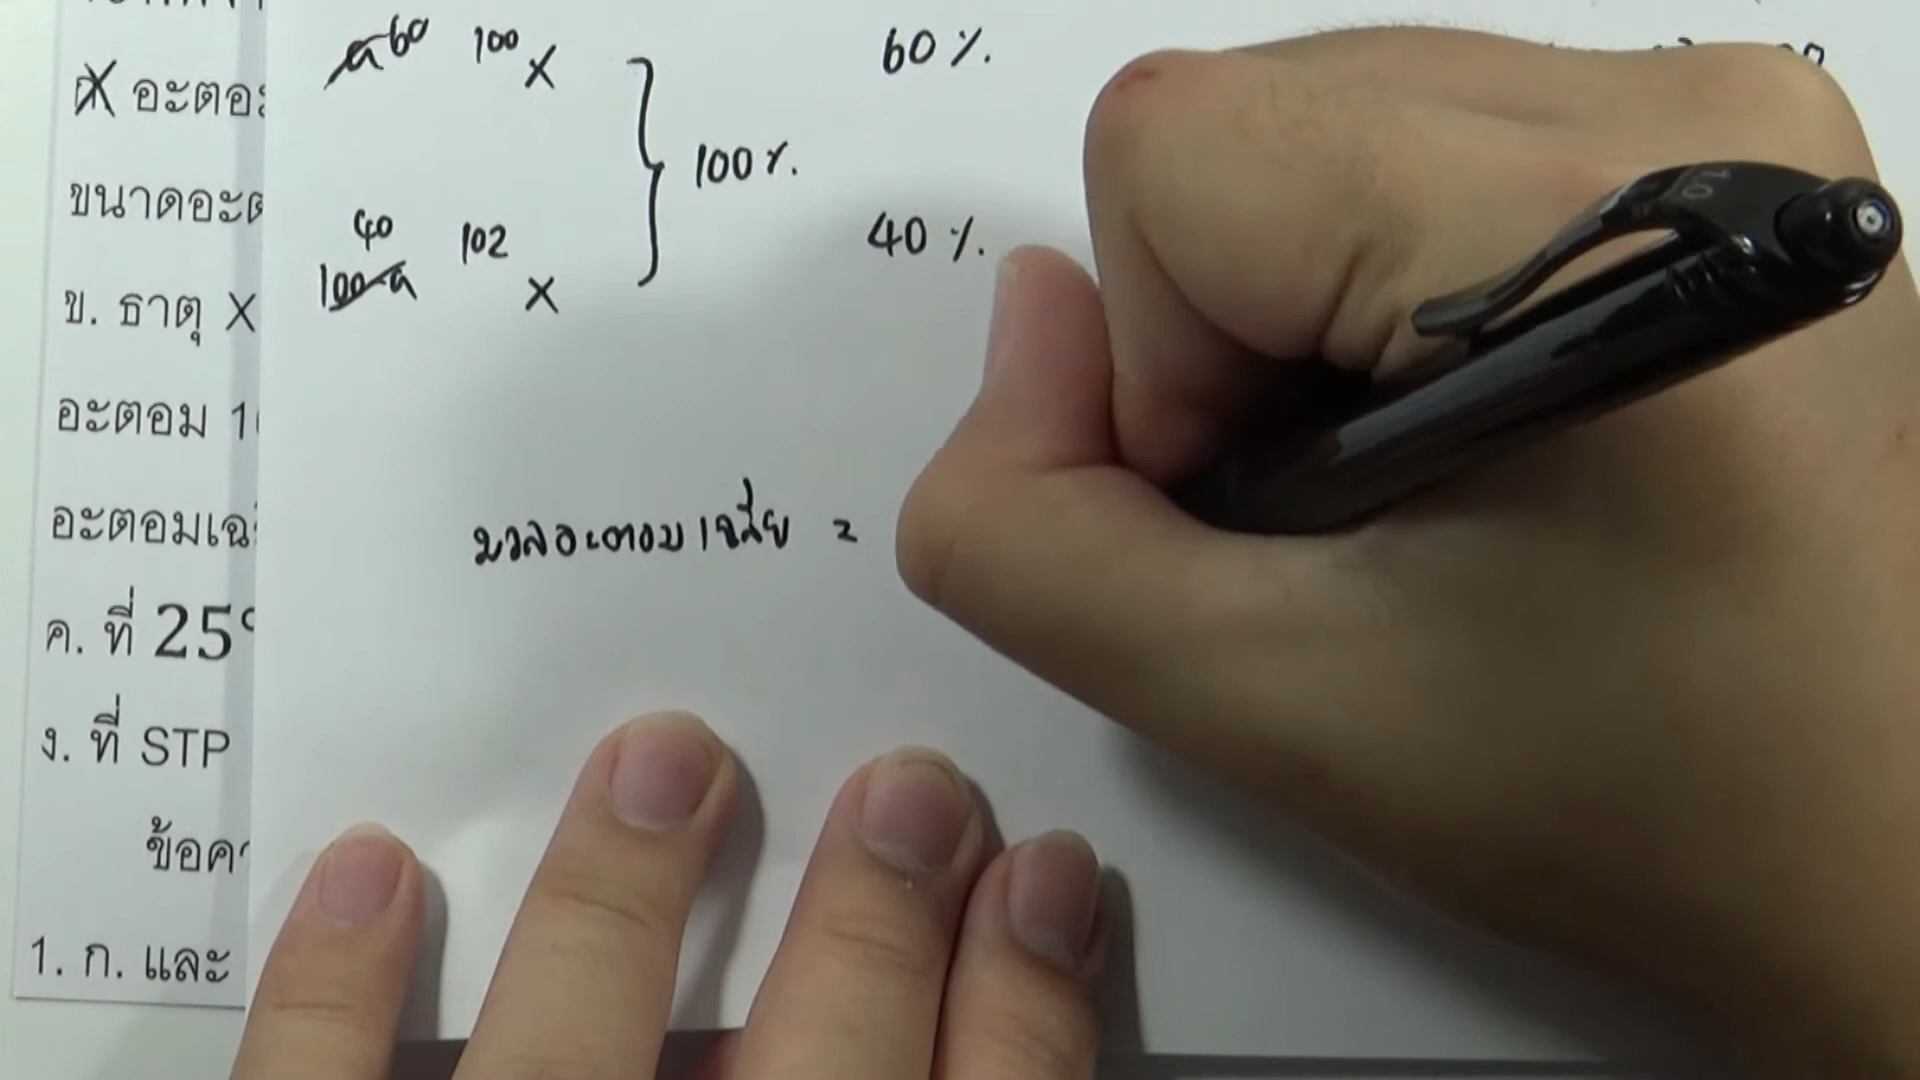 60 100 X 60 %.
100 %.
40 102 40 %.
100-a X
มวลอะตอมเฉลี่ย =
X อะตอ
ขนาดอะต
ข. ธาตุ X
อะตอม 1
อะตอมเฉ
ค. ที่ 25°
ง. ที่ STP
ข้อคว
1. ก. และ
1.0